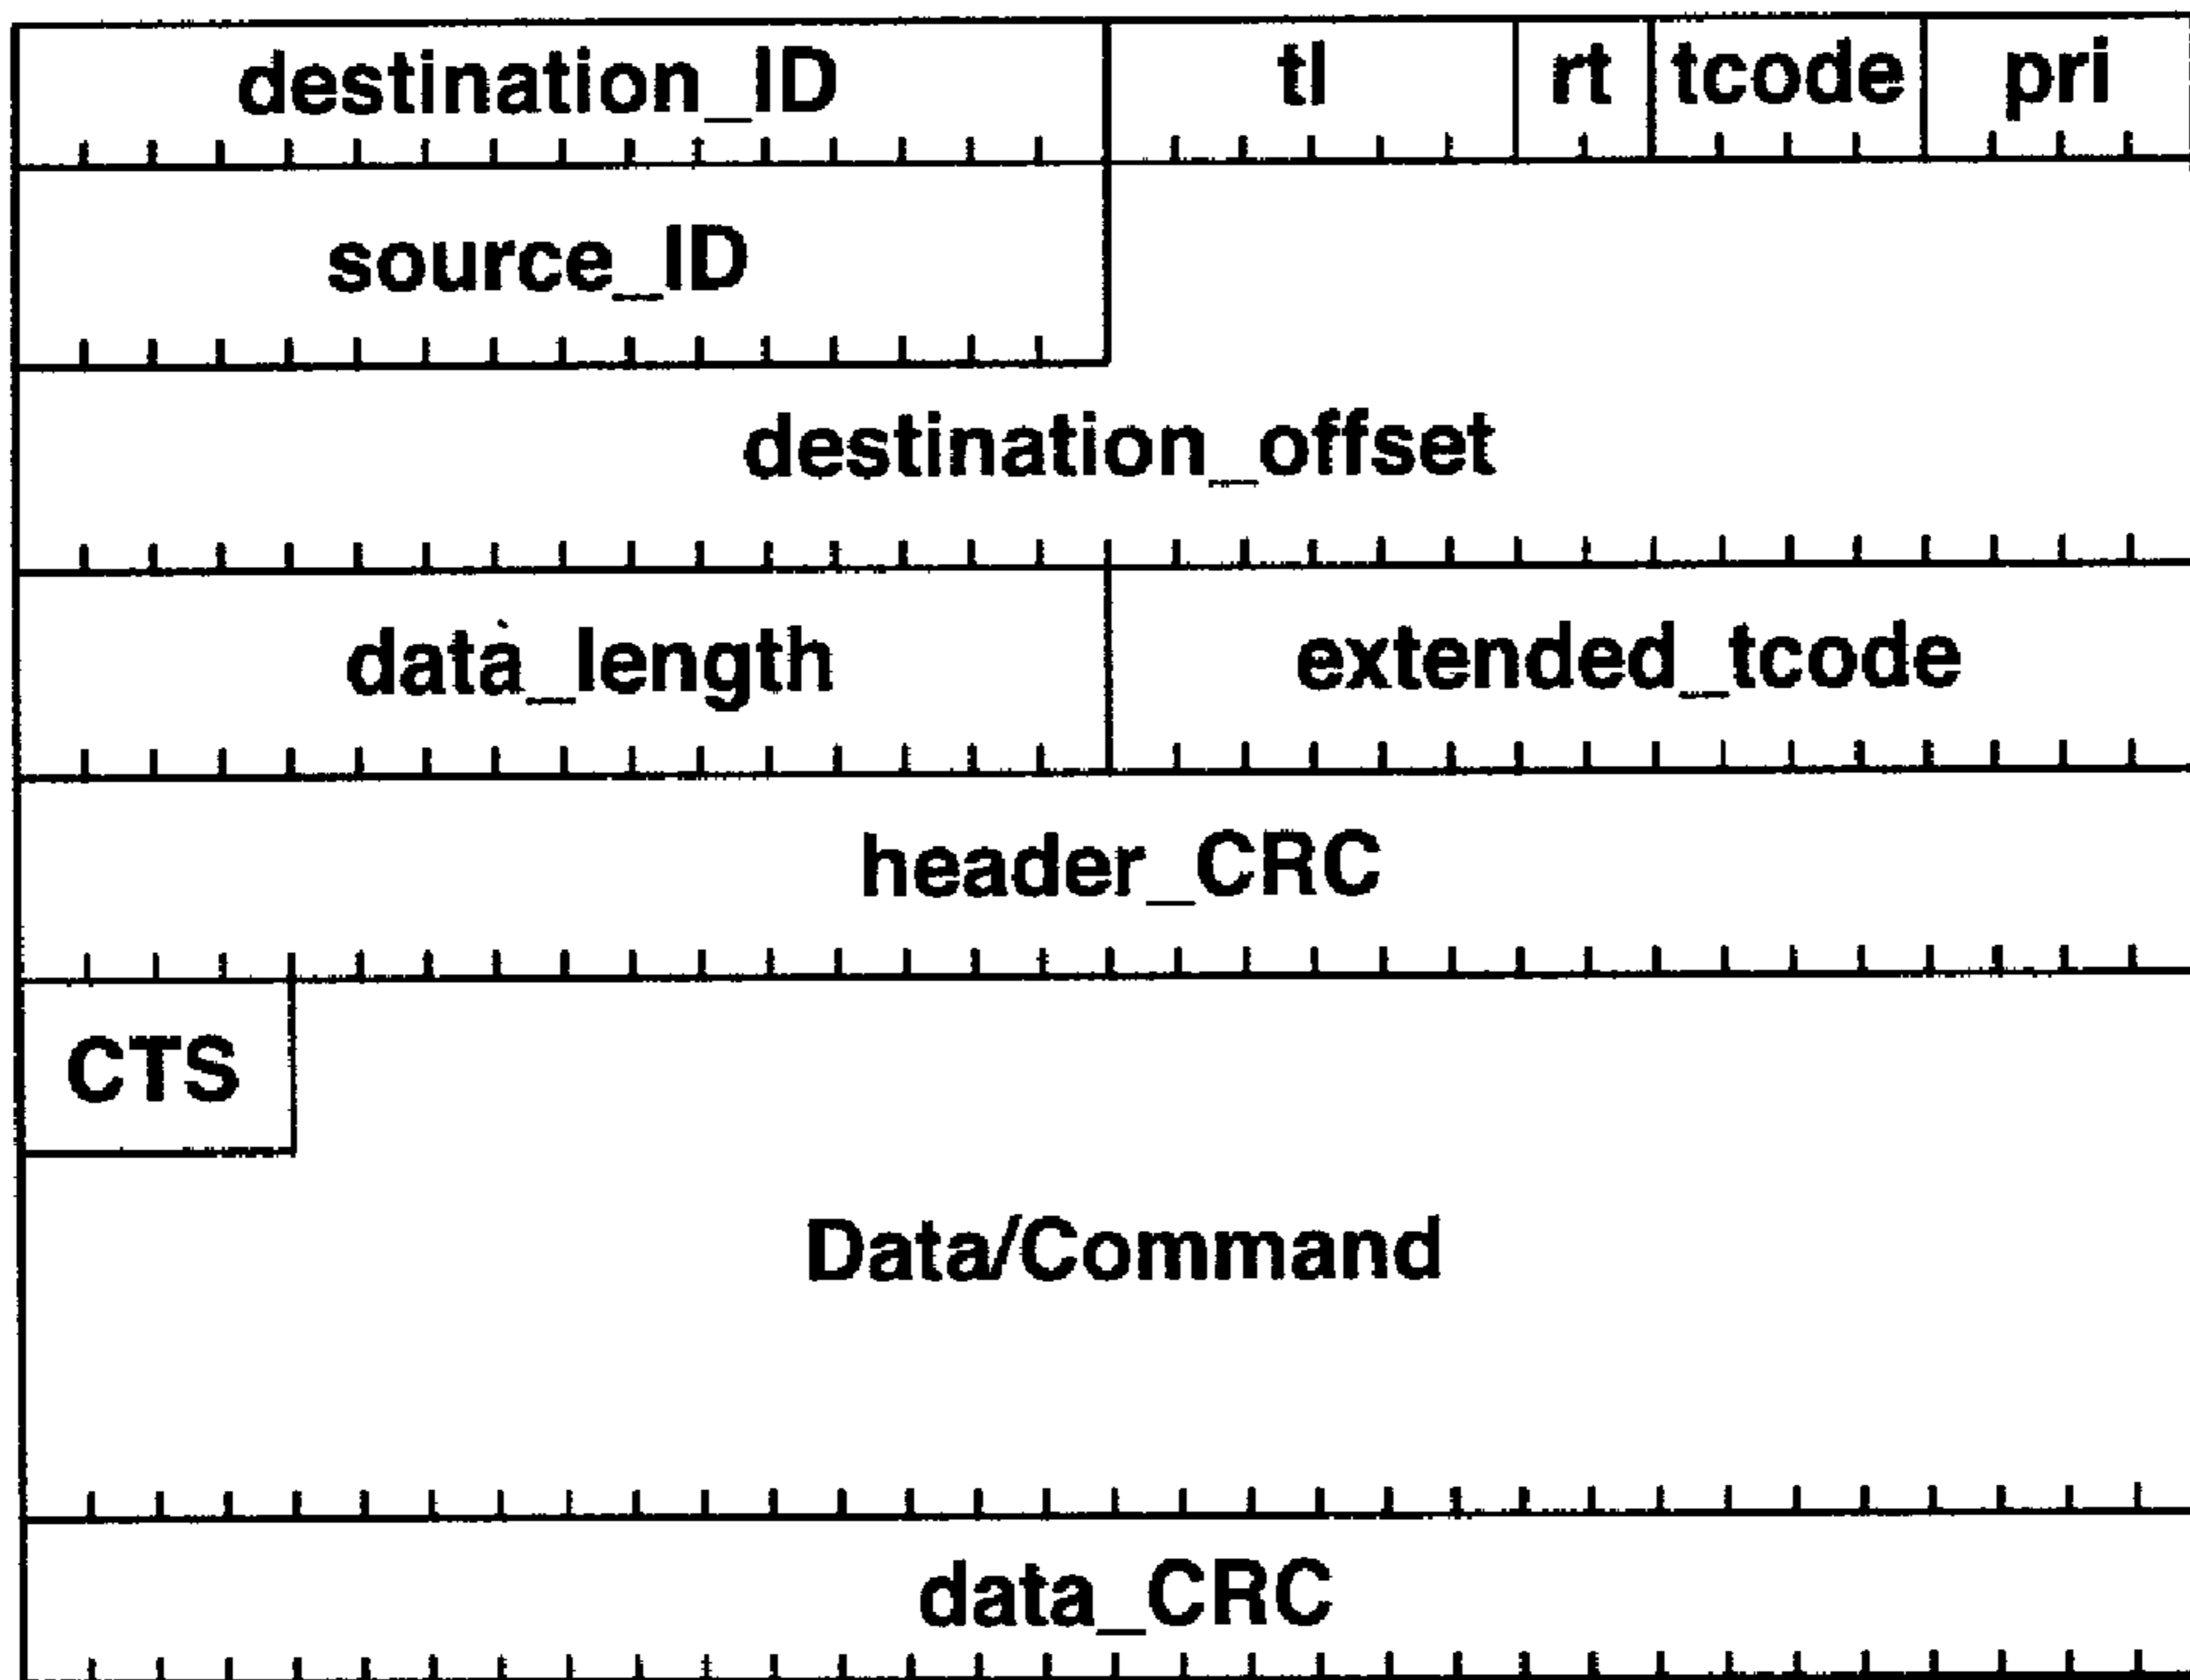 destination_ID tl rt tcode pri
source_ID
destination_offset
data_length extended_tcode
header_CRC
CTS
Data/Command
data_CRC